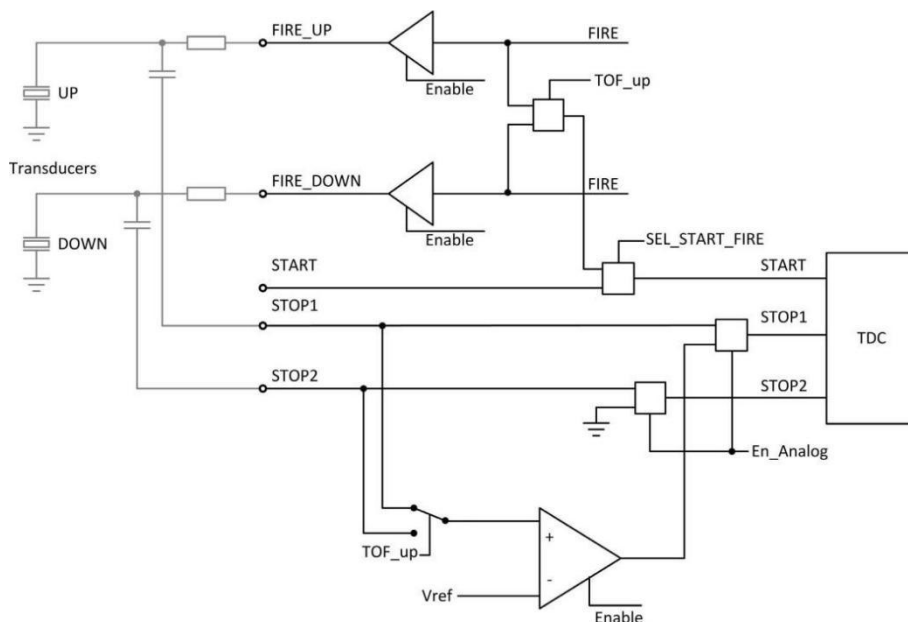 FIRE_UP
FIRE
Enable
TOF_up
UP
Transducers
FIRE_DOWN
FIRE
Enable
DOWN
SEL_START_FIRE
START
START
STOP1
STOP1
TDC
STOP2
STOP2
En_Analog
TOF_up
+
-
Vref
Enable